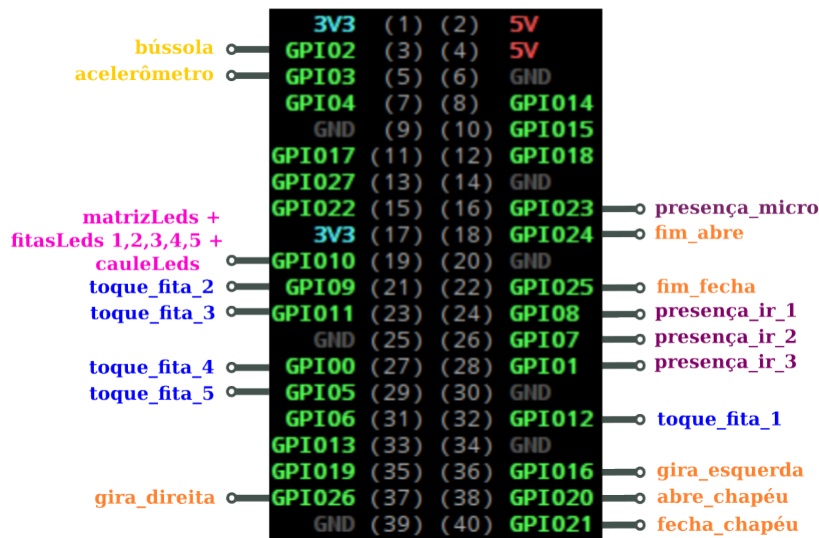 3V3 (1) (2) 5V
bússola GPIO2 (3) (4) 5V
acelerômetro GPIO3 (5) (6) GND
GPIO4 (7) (8) GPIO14
GND (9) (10) GPIO15
GPIO17 (11) (12) GPIO18
GPIO27 (13) (14) GND
GPIO22 (15) (16) GPIO23 presença_micro
matrizLeds +
fitasLeds 1,2,3,4,5 +
cauleLeds
3V3 (17) (18) GPIO24 fim_abre
GPIO10 (19) (20) GND
toque_fita_2 GPIO9 (21) (22) GPIO25 fim_fecha
toque_fita_3 GPIO11 (23) (24) GPIO8 presença_ir_1
GND (25) (26) GPIO7 presença_ir_2
toque_fita_4 GPIO0 (27) (28) GPIO1 presença_ir_3
toque_fita_5 GPIO5 (29) (30) GND
GPIO6 (31) (32) GPIO12 toque_fita_1
GPIO13 (33) (34) GND
GPIO19 (35) (36) GPIO16 gira_esquerda
gira_direita GPIO26 (37) (38) GPIO20 abre_chapéu
GND (39) (40) GPIO21 fecha_chapéu